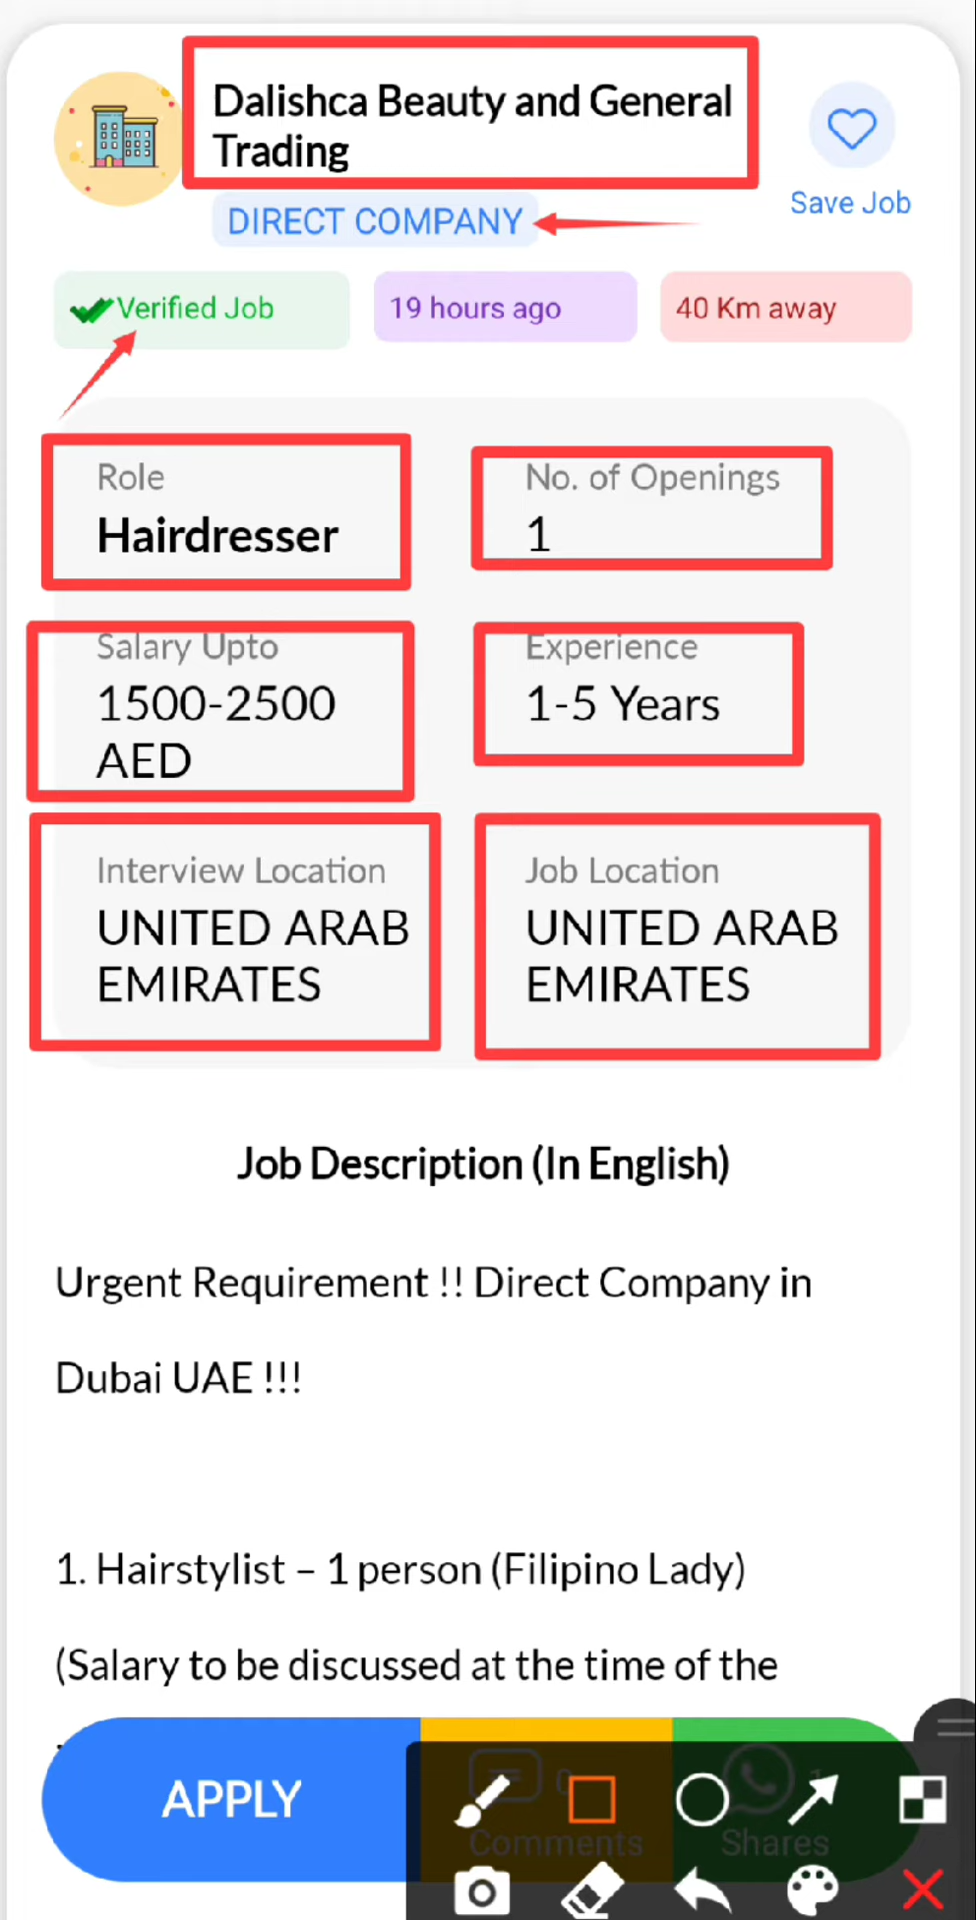 Dalishca Beauty and General
Trading
DIRECT COMPANY
Save Job
Verified Job
19 hours ago
40 Km away
Role
Hairdresser
No. of Openings
1
Salary Upto
1500-2500
AED
Experience
1-5 Years
Interview Location
UNITED ARAB
EMIRATES
Job Location
UNITED ARAB
EMIRATES
Job Description (In English)
Urgent Requirement !! Direct Company in
Dubai UAE !!!
1. Hairstylist – 1 person (Filipino Lady)
(Salary to be discussed at the time of the
APPLY
0
Comments
Shares